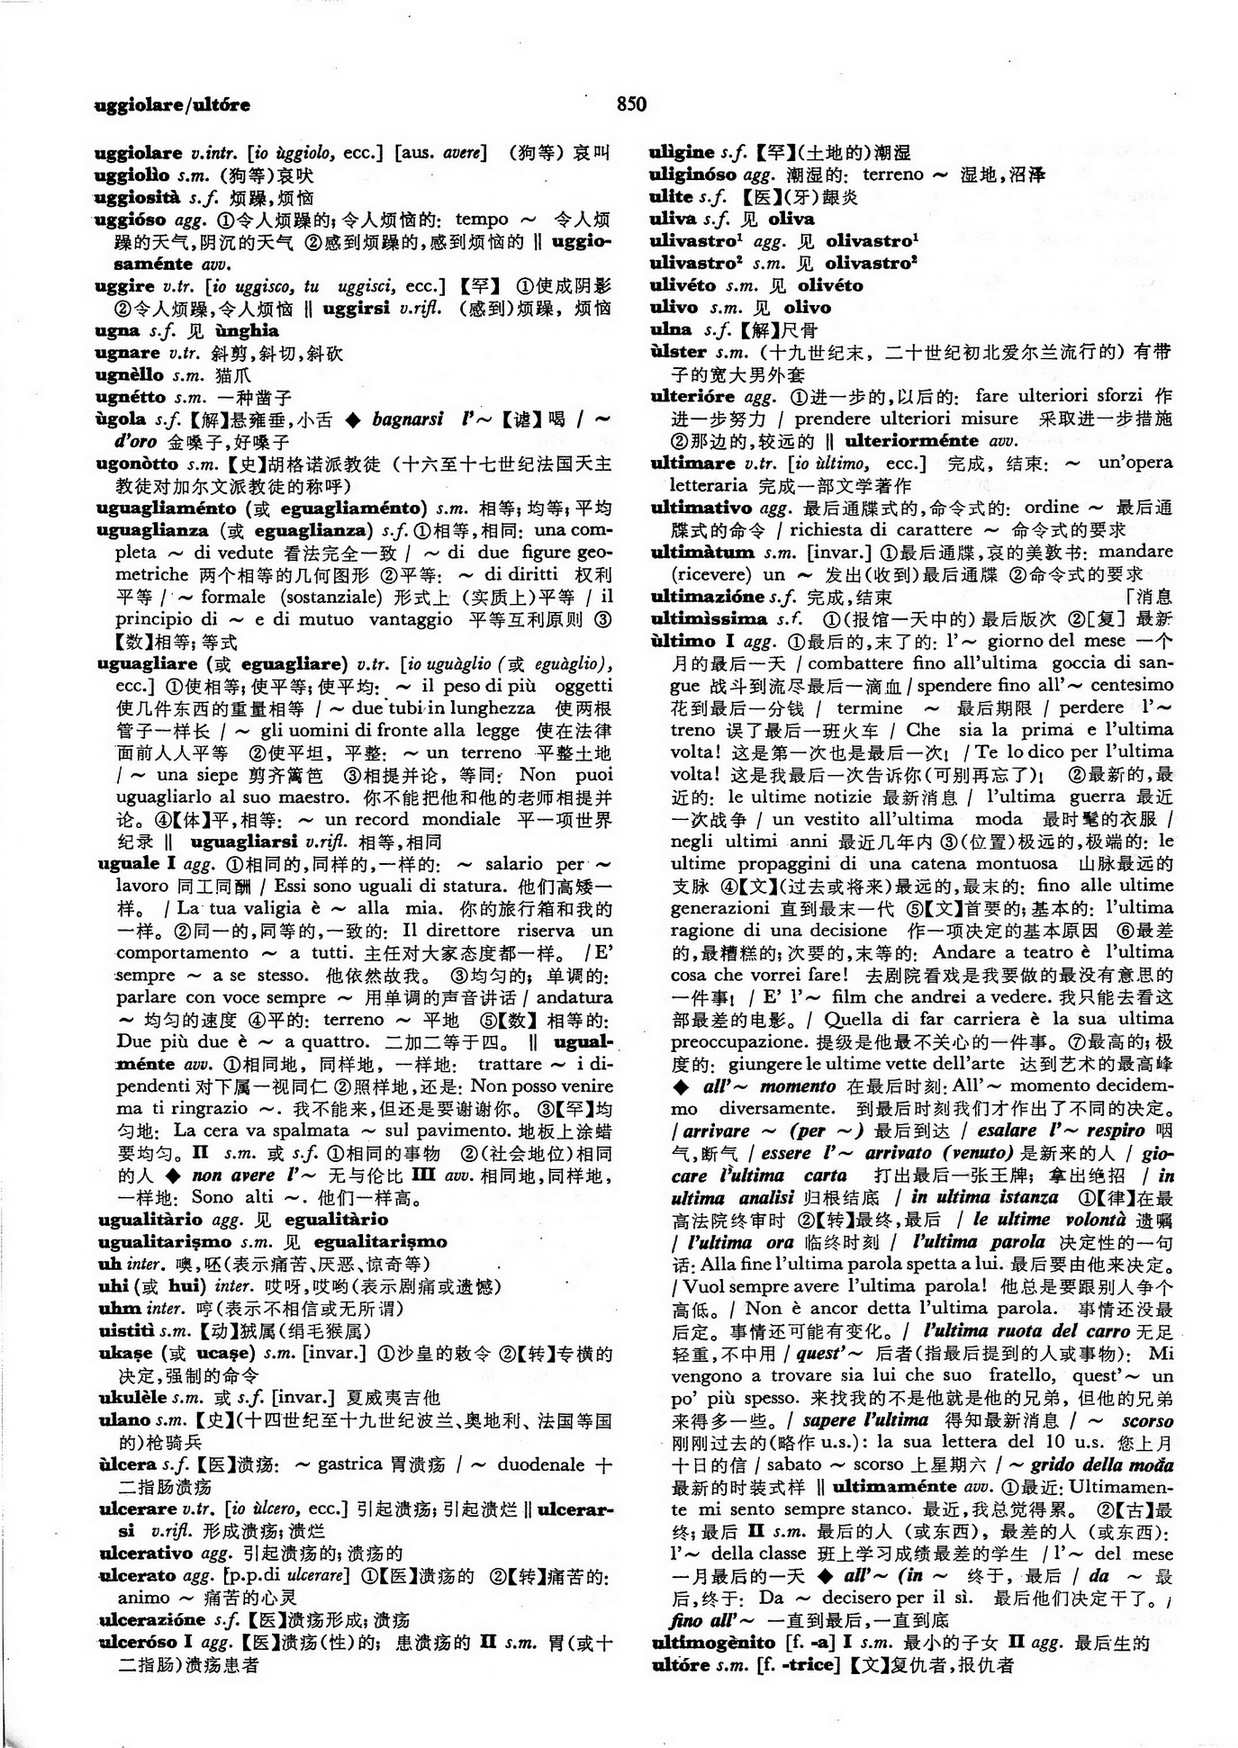 uggiolare/ultóre
850
uggiolare v.intr. [io ùggiolo, ecc.] [aus. avere] (狗等) 哀叫
uggiolìo s.m. (狗等)哀吠
uggiosità s.f. 烦躁,烦恼
uggióso agg. ①令人烦躁的;令人烦恼的: tempo ~ 令人烦
躁的天气,阴沉的天气 ②感到烦躁的,感到烦恼的 ‖ uggio-
saménte avv.
uggire v.tr. [io uggisco, tu uggisci, ecc.] 【罕】 ①使成阴影
②令人烦躁,令人烦恼 ‖ uggirsi v.rifl. (感到)烦躁, 烦恼
ugna s.f. 见 ùnghia
ugnare v.tr. 斜剪,斜切,斜砍
ugnèllo s.m. 猫爪
ugnétto s.m. 一种凿子
ùgola s.f.【解】悬雍垂,小舌 ◆ bagnarsi l'~【谑】喝 / ~
d'oro 金嗓子,好嗓子
ugonòtto s.m.【史】胡格诺派教徒 (十六至十七世纪法国天主
教徒对加尔文派教徒的称呼)
uguagliaménto (或 eguagliaménto) s.m. 相等;均等;平均
uguaglianza (或 eguaglianza) s.f.①相等,相同: una com-
pleta ~ di vedute 看法完全一致 / ~ di due figure geo-
metriche 两个相等的几何图形 ②平等: ~ di diritti 权利
平等 / ~ formale (sostanziale) 形式上 (实质上)平等 / il
principio di ~ e di mutuo vantaggio 平等互利原则 ③
【数】相等;等式
uguagliare (或 eguagliare) v.tr. [io uguàglio (或 eguàglio),
ecc.] ①使相等;使平等;使平均: ~ il peso di più oggetti
使几件东西的重量相等 / ~ due tubi in lunghezza 使两根
管子一样长 / ~ gli uomini di fronte alla legge 使在法律
面前人人平等 ②使平坦, 平整: ~ un terreno 平整土地
/ ~ una siepe 剪齐篱笆 ③相提并论, 等同: Non puoi
uguagliarlo al suo maestro. 你不能把他和他的老师相提并
论。④【体】平,相等: ~ un record mondiale 平一项世界
纪录 ‖ uguagliarsi v.rifl. 相等,相同
uguale I agg. ①相同的,同样的,一样的: ~ salario per ~
lavoro 同工同酬 / Essi sono uguali di statura. 他们高矮一
样。 / La tua valigia è ~ alla mia. 你的旅行箱和我的
一样。②同一的,同等的,一致的: Il direttore riserva un
comportamento ~ a tutti. 主任对大家态度都一样。 /E'
sempre ~ a se stesso. 他依然故我。 ③均匀的; 单调的:
parlare con voce sempre ~ 用单调的声音讲话 / andatura
~ 均匀的速度 ④平的: terreno ~ 平地 ⑤【数】 相等的:
Due più due è ~ a quattro. 二加二等于四。 ‖ ugual-
ménte avv. ①相同地, 同样地, 一样地: trattare ~ i di-
pendenti 对下属一视同仁 ②照样地,还是: Non posso venire
ma ti ringrazio ~. 我不能来,但还是要谢谢你。 ③【罕】均
匀地: La cera va spalmata ~ sul pavimento. 地板上涂蜡
要均匀。II s.m. 或 s.f. ①相同的事物 ②(社会地位)相同
的人 ◆ non avere l'~ 无与伦比 III avv. 相同地,同样地,
一样地: Sono alti ~. 他们一样高。
ugualitàrio agg. 见 egualitàrio
ugualitarişmo s.m. 见 egualitarişmo
uh inter. 噢,呸(表示痛苦、厌恶、惊奇等)
uhi (或 hui) inter. 哎呀,哎哟(表示剧痛或遗憾)
uhm inter. 哼(表示不相信或无所谓)
uistitì s.m.【动】狨属(绢毛猴属)
ukaşe (或 ucaşe) s.m. [invar.] ①沙皇的敕令 ②【转】专横的
决定,强制的命令
ukulèle s.m. 或 s.f. [invar.] 夏威夷吉他
ulano s.m.【史】(十四世纪至十九世纪波兰、奥地利、法国等国
的)枪骑兵
ùlcera s.f.【医】溃疡: ~ gastrica 胃溃疡 / ~ duodenale 十
二指肠溃疡
ulcerare v.tr. [io ùlcero, ecc.] 引起溃疡;引起溃烂 ‖ ulcerar-
si v.rifl. 形成溃疡;溃烂
ulcerativo agg. 引起溃疡的;溃疡的
ulcerato agg. [p.p.di ulcerare] ①【医】溃疡的 ②【转】痛苦的:
animo ~ 痛苦的心灵
ulcerazióne s.f.【医】溃疡形成;溃疡
ulceróso I agg.【医】溃疡(性)的; 患溃疡的 II s.m. 胃(或十
二指肠)溃疡患者
ulìgine s.f.【罕】(土地的)潮湿
uliginóso agg. 潮湿的: terreno ~ 湿地,沼泽
ulite s.f. 【医】(牙)龈炎
uliva s.f. 见 oliva
ulivastro¹ agg. 见 olivastro¹
ulivastro² s.m. 见 olivastro²
ulivéto s.m. 见 olivéto
ulivo s.m. 见 olivo
ulna s.f.【解】尺骨
ùlster s.m. (十九世纪末, 二十世纪初北爱尔兰流行的) 有带
子的宽大男外套
ulterióre agg. ①进一步的,以后的: fare ulteriori sforzi 作
进一步努力 / prendere ulteriori misure 采取进一步措施
②那边的,较远的 ‖ ulteriorménte avv.
ultimare v.tr. [io ùltimo, ecc.] 完成, 结束: ~ un'opera
letteraria 完成一部文学著作
ultimativo agg. 最后通牒式的,命令式的: ordine ~ 最后通
牒式的命令 / richiesta di carattere ~ 命令式的要求
ultimàtum s.m. [invar.] ①最后通牒,哀的美敦书: mandare
(ricevere) un ~ 发出(收到)最后通牒 ②命令式的要求
ultimazióne s.f. 完成,结束 「消息
ultimìssima s.f. ①(报馆一天中的) 最后版次 ②[复] 最新
ùltimo I agg. ①最后的,末了的: l'~ giorno del mese 一个
月的最后一天 / combattere fino all'ultima goccia di san-
gue 战斗到流尽最后一滴血 / spendere fino all'~ centesimo
花到最后一分钱 / termine ~ 最后期限 / perdere l'~
treno 误了最后一班火车 / Che sia la prima e l'ultima
volta! 这是第一次也是最后一次! / Te lo dico per l'ultima
volta! 这是我最后一次告诉你(可别再忘了)! ②最新的,最
近的: le ultime notizie 最新消息 / l'ultima guerra 最近
一次战争 / un vestito all'ultima moda 最时髦的衣服 /
negli ultimi anni 最近几年内 ③(位置)极远的,极端的: le
ultime propaggini di una catena montuosa 山脉最远的
支脉 ④【文】(过去或将来)最远的,最末的: fino alle ultime
generazioni 直到最末一代 ⑤【文】首要的;基本的: l'ultima
ragione di una decisione 作一项决定的基本原因 ⑥最差
的,最糟糕的;次要的,末等的: Andare a teatro è l'ultima
cosa che vorrei fare! 去剧院看戏是我要做的最没有意思的
一件事! / E' l'~ film che andrei a vedere. 我只能去看这
部最差的电影。/ Quella di far carriera è la sua ultima
preoccupazione. 提级是他最不关心的一件事。⑦最高的;极
度的: giungere le ultime vette dell'arte 达到艺术的最高峰
◆ all'~ momento 在最后时刻: All'~ momento decidem-
mo diversamente. 到最后时刻我们才作出了不同的决定。
/ arrivare ~ (per ~) 最后到达 / esalare l'~ respiro 咽
气,断气 / essere l'~ arrivato (venuto) 是新来的人 / gio-
care l'ultima carta 打出最后一张王牌; 拿出绝招 / in
ultima analisi 归根结底 / in ultima istanza ①【律】在最
高法院终审时 ②【转】最终,最后 / le ultime volontà 遗嘱
/ l'ultima ora 临终时刻 / l'ultima parola 决定性的一句
话: Alla fine l'ultima parola spetta a lui. 最后要由他来决定。
/ Vuol sempre avere l'ultima parola! 他总是要跟别人争个
高低。/ Non è ancor detta l'ultima parola. 事情还没最
后定。事情还可能有变化。/ l'ultima ruota del carro 无足
轻重,不中用 / quest'~ 后者(指最后提到的人或事物): Mi
vengono a trovare sia lui che suo fratello, quest'~ un
po' più spesso. 来找我的不是他就是他的兄弟, 但他的兄弟
来得多一些。/ sapere l'ultima 得知最新消息 / ~ scorso
刚刚过去的(略作 u.s.): la sua lettera del 10 u.s. 您上月
十日的信 / sabato ~ scorso 上星期六 / ~ grido della moda
最新的时装式样 ‖ ultimaménte avv. ①最近: Ultimamen-
te mi sento sempre stanco. 最近,我总觉得累。 ②【古】最
终;最后 II s.m. 最后的人 (或东西), 最差的人 (或东西):
l'~ della classe 班上学习成绩最差的学生 / l'~ del mese
一月最后的一天 ◆ all'~ (in ~ 终于, 最后 / da ~ 最
后,终于: Da ~ decisero per il sì. 最后他们决定干了。/
fino all'~ 一直到最后,一直到底
ultimogènito [f. -a] I s.m. 最小的子女 II agg. 最后生的
ultóre s.m. [f. -trice]【文】复仇者,报仇者